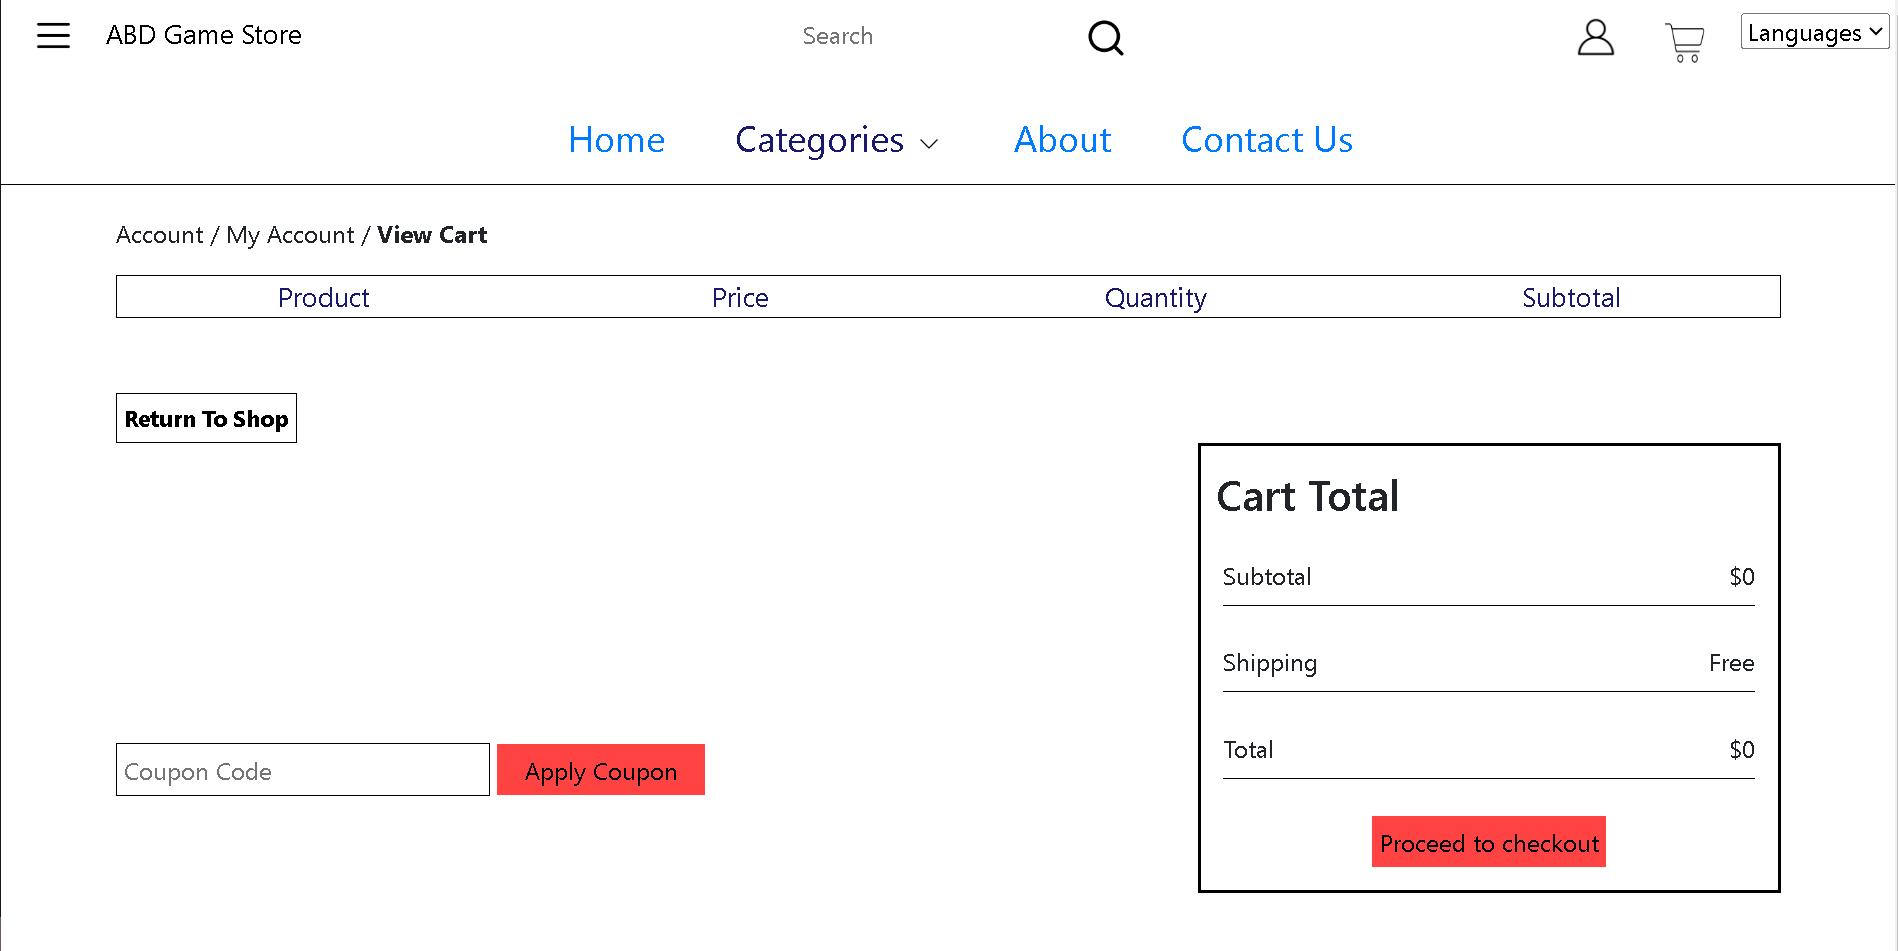 ABD Game Store
Search
Languages
Home Categories About Contact Us
Account / My Account / View Cart
Product Price Quantity Subtotal
Return To Shop
Cart Total
Subtotal $0
Shipping Free
Total $0
Coupon Code Apply Coupon
Proceed to checkout